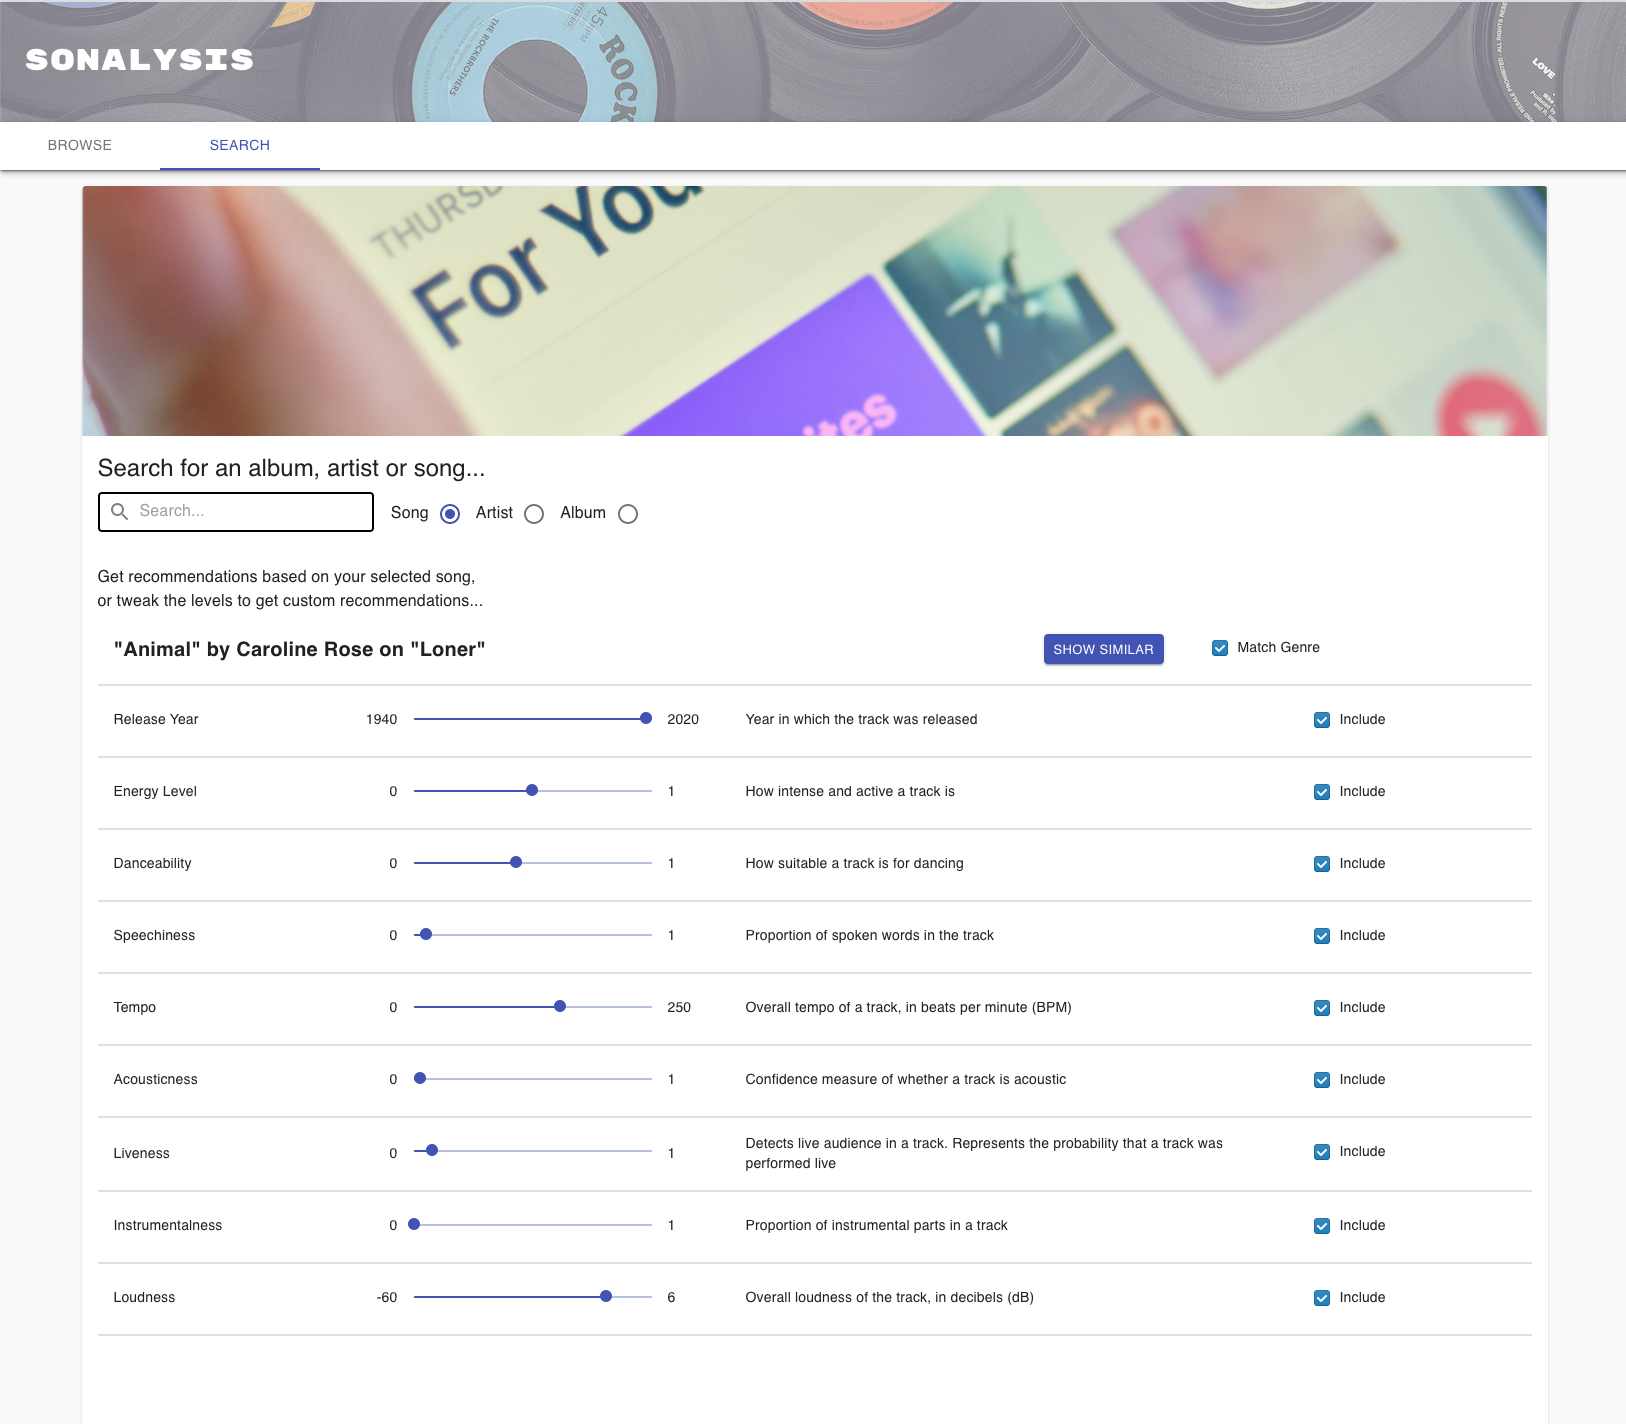 SONALYSIS
THE ROCKBROTHERS
45
ROCK
LOVE
BROWSE
SEARCH
THURSD
For You
ites
Search for an album, artist or song...
Search...
Song
Artist
Album
Get recommendations based on your selected song,
or tweak the levels to get custom recommendations...
"Animal" by Caroline Rose on "Loner"
SHOW SIMILAR
Match Genre
Release Year 1940 2020 Year in which the track was released Include
Energy Level 0 1 How intense and active a track is Include
Danceability 0 1 How suitable a track is for dancing Include
Speechiness 0 1 Proportion of spoken words in the track Include
Tempo 0 250 Overall tempo of a track, in beats per minute (BPM) Include
Acousticness 0 1 Confidence measure of whether a track is acoustic Include
Liveness 0 1 Detects live audience in a track. Represents the probability that a track was
performed live Include
Instrumentalness 0 1 Proportion of instrumental parts in a track Include
Loudness -60 6 Overall loudness of the track, in decibels (dB) Include